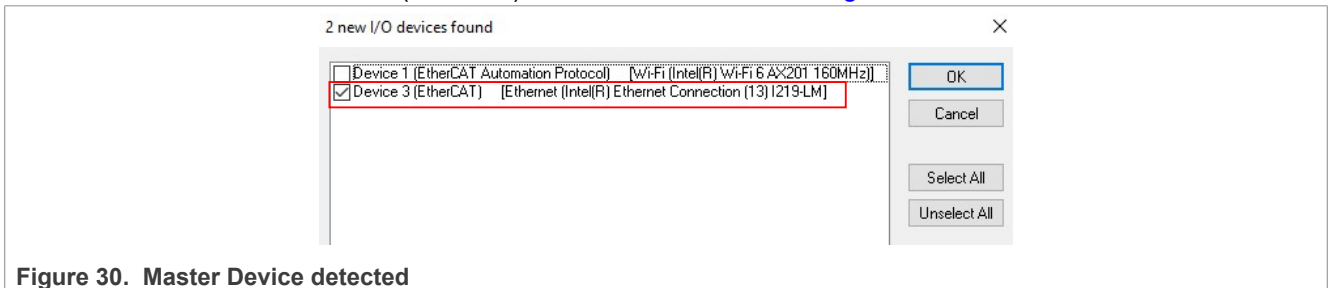 2 new I/O devices found
Device 1 (EtherCAT Automation Protocol) [Wi-Fi (Intel(R) Wi-Fi 6 AX201 160MHz)]
Device 3 (EtherCAT) [Ethernet (Intel(R) Ethernet Connection (13) I219-LM]
OK
Cancel
Select All
Unselect All
Figure 30. Master Device detected